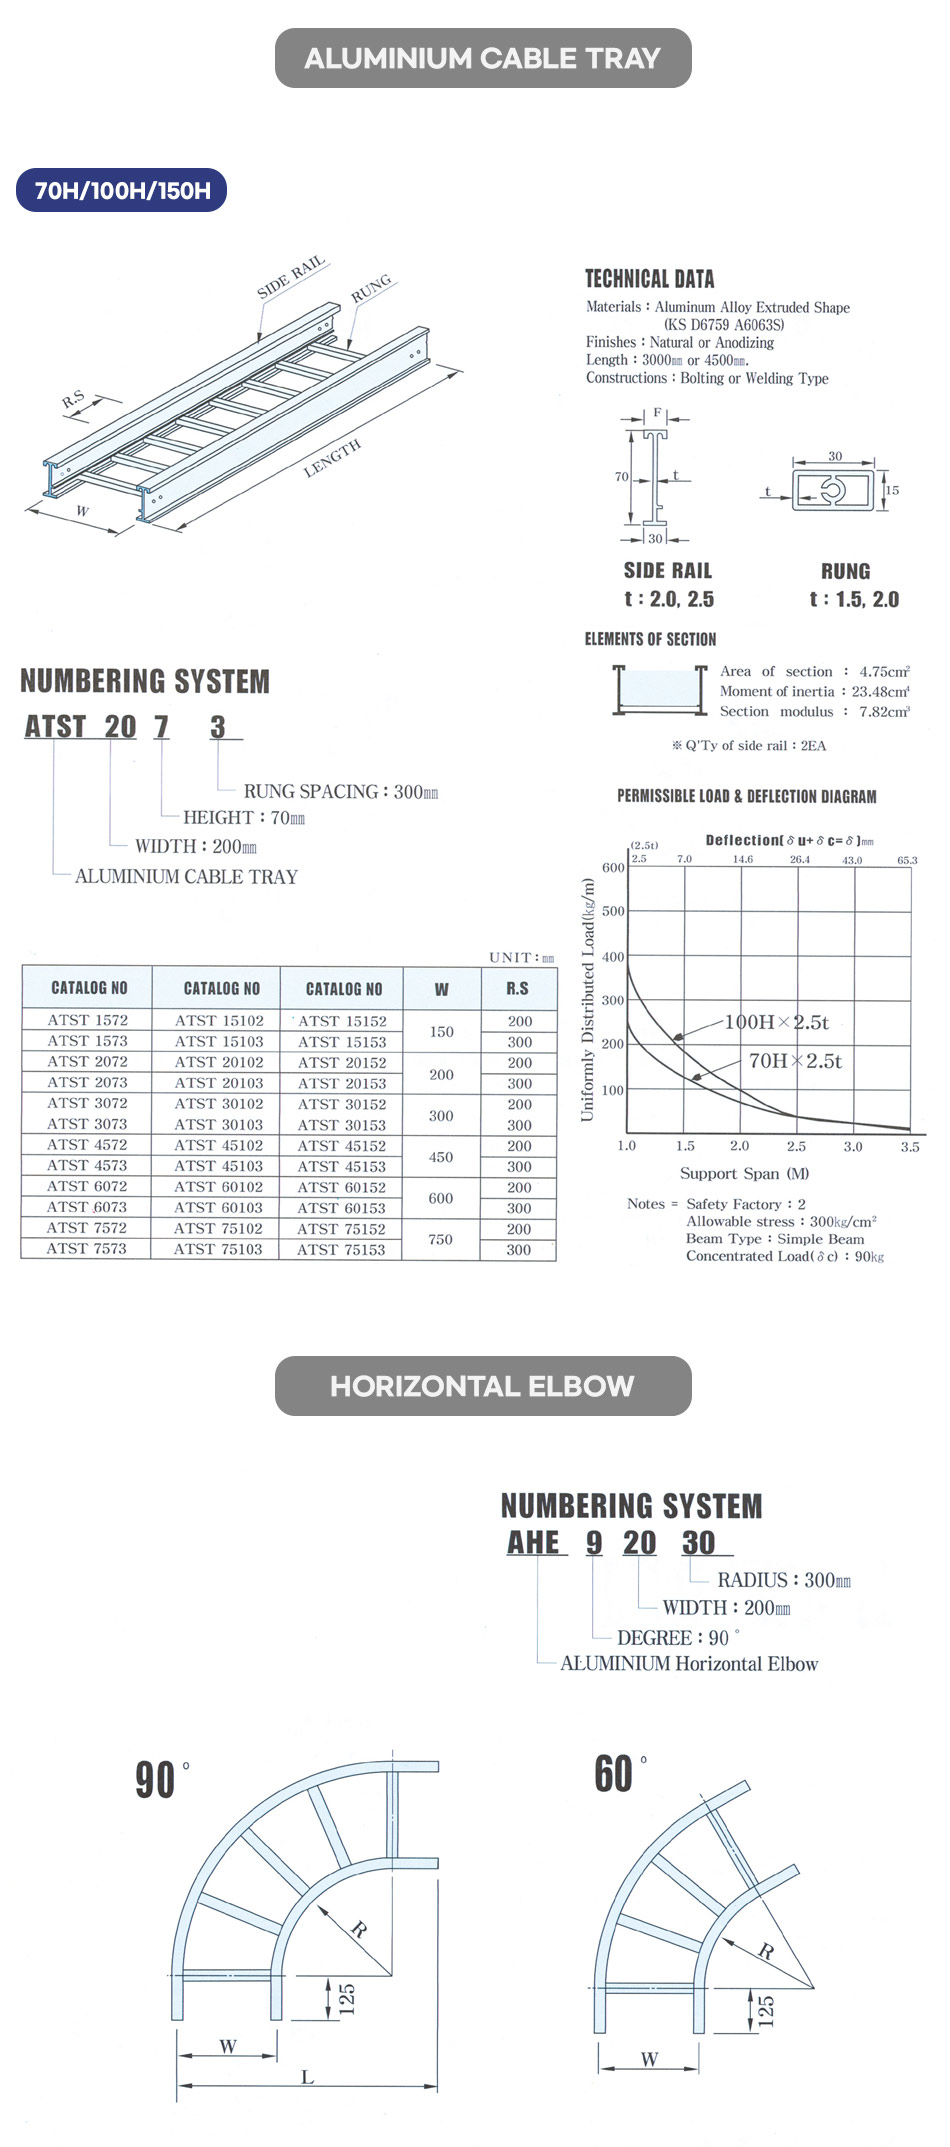 ALUMINIUM CABLE TRAY
70H/100H/150H
SIDE RAIL
RUNG
R.S
LENGTH
W
TECHNICAL DATA
Materials : Aluminum Alloy Extruded Shape
(KS D6759 A6063S)
Finishes : Natural or Anodizing
Length : 3000㎜ or 4500㎜.
Constructions : Bolting or Welding Type
F
70
t
30
30
t
15
SIDE RAIL
t : 2.0, 2.5
RUNG
t : 1.5, 2.0
ELEMENTS OF SECTION
Area of section : 4.75cm²
Moment of inertia : 23.48cm⁴
Section modulus : 7.82cm³
※ Q'Ty of side rail : 2EA
NUMBERING SYSTEM
ATST 20 7 3
RUNG SPACING : 300㎜
HEIGHT : 70㎜
WIDTH : 200㎜
ALUMINIUM CABLE TRAY
UNIT : ㎜
CATALOG NO CATALOG NO CATALOG NO W R.S
ATST 1572 ATST 15102 ATST 15152 150 200
ATST 1573 ATST 15103 ATST 15153 300
ATST 2072 ATST 20102 ATST 20152 200 200
ATST 2073 ATST 20103 ATST 20153 300
ATST 3072 ATST 30102 ATST 30152 300 200
ATST 3073 ATST 30103 ATST 30153 300
ATST 4572 ATST 45102 ATST 45152 450 200
ATST 4573 ATST 45103 ATST 45153 300
ATST 6072 ATST 60102 ATST 60152 600 200
ATST 6073 ATST 60103 ATST 60153 300
ATST 7572 ATST 75102 ATST 75152 750 200
ATST 7573 ATST 75103 ATST 75153 300
PERMISSIBLE LOAD & DEFLECTION DIAGRAM
Deflection( δ u+ δ c= δ )㎜
(2.5t)
2.5 7.0 14.6 26.4 43.0 65.3
Uniformly Distributed Load(kg/m)
600
500
400
300
200
100
100H×2.5t
70H×2.5t
1.0 1.5 2.0 2.5 3.0 3.5
Support Span (M)
Notes = Safety Factory : 2
Allowable stress : 300kg/cm²
Beam Type : Simple Beam
Concentrated Load( δ c) : 90kg
HORIZONTAL ELBOW
NUMBERING SYSTEM
AHE 9 20 30
RADIUS : 300㎜
WIDTH : 200㎜
DEGREE : 90 °
ALUMINIUM Horizontal Elbow
90 °
R
125
W
L
60 °
R
125
W